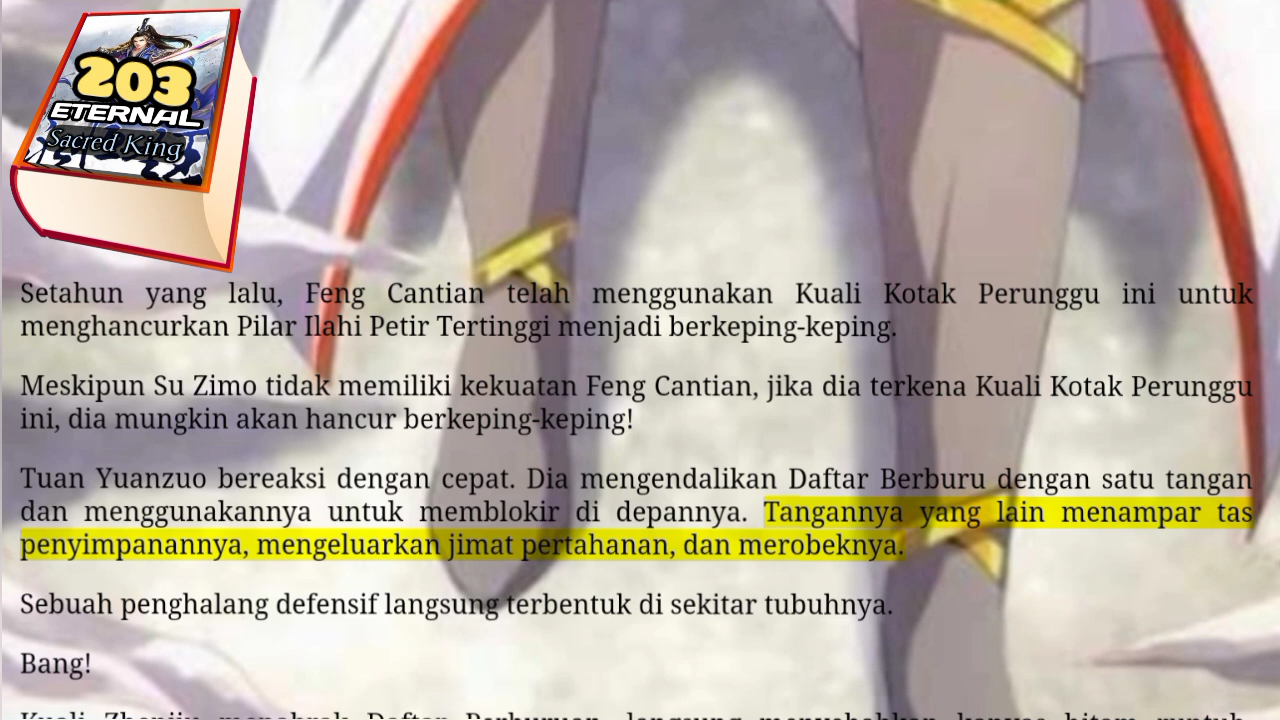 203
ETERNAL
Sacred King
Setahun yang lalu, Feng Cantian telah menggunakan Kuali Kotak Perunggu ini untuk
menghancurkan Pilar Ilahi Petir Tertinggi menjadi berkeping-keping.
Meskipun Su Zimo tidak memiliki kekuatan Feng Cantian, jika dia terkena Kuali Kotak Perunggu
ini, dia mungkin akan hancur berkeping-keping!
Tuan Yuanzuo bereaksi dengan cepat. Dia mengendalikan Daftar Berburu dengan satu tangan
dan menggunakannya untuk memblokir di depannya. Tangannya yang lain menampar tas
penyimpanannya, mengeluarkan jimat pertahanan, dan merobeknya.
Sebuah penghalang defensif langsung terbentuk di sekitar tubuhnya.
Bang!